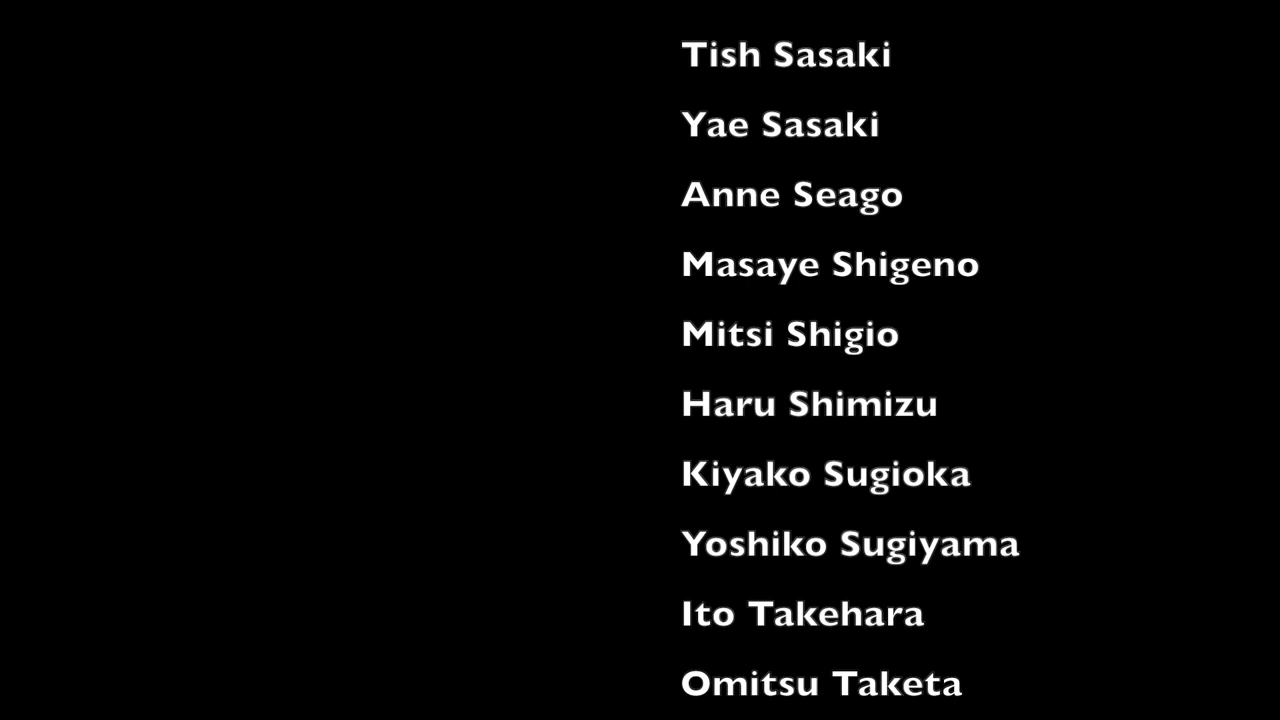 Tish Sasaki
Yae Sasaki
Anne Seago
Masaye Shigeno
Mitsi Shigio
Haru Shimizu
Kiyako Sugioka
Yoshiko Sugiyama
Ito Takehara
Omitsu Taketa